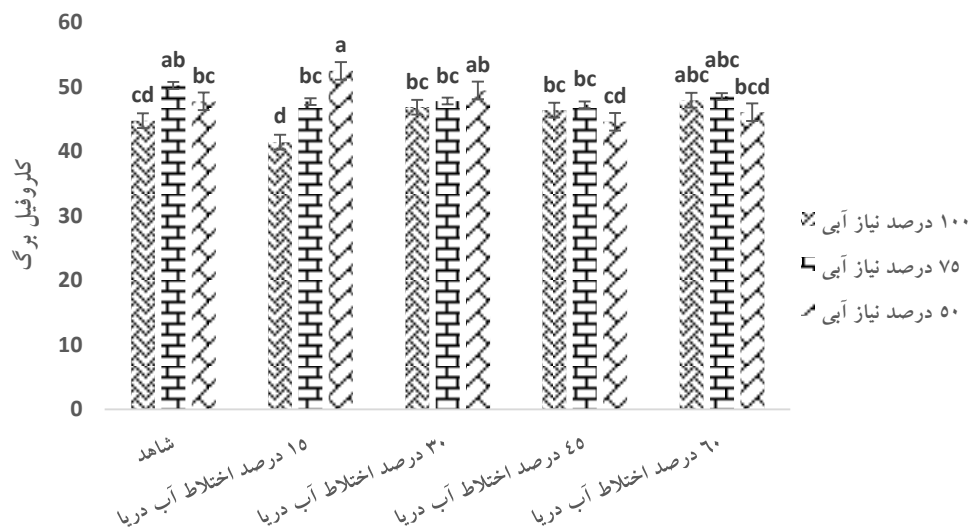 60
50
40
30
20
10
0
کلروفیل برگ
cd
ab
bc
d
bc
a
bc
bc
ab
bc
bc
cd
abc
abc
bcd
شاهد
۱۵ درصد اختلاط آب دریا
۳۰ درصد اختلاط آب دریا
۴۵ درصد اختلاط آب دریا
۶۰ درصد اختلاط آب دریا
۱۰۰ درصد نیاز آبی
۷۵ درصد نیاز آبی
۵۰ درصد نیاز آبی